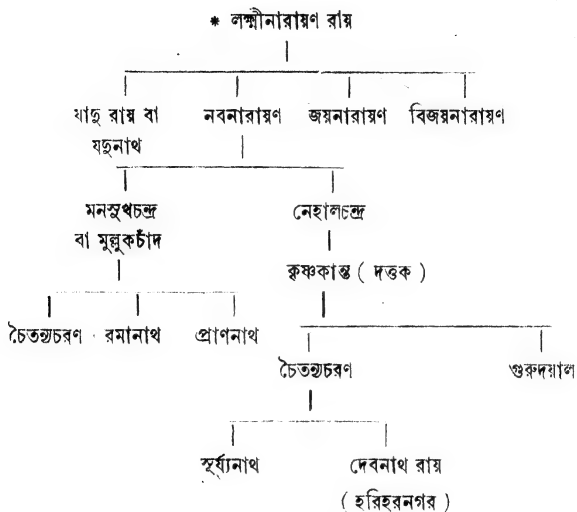 * লক্ষ্মীনারায়ণ রায়
যাদু রায় বা নবনারায়ণ জয়নারায়ণ বিজয়নারায়ণ
যদুনাথ
মনসুখচন্দ্র নেহালচন্দ্র
বা মুল্লুকচাঁদ
কৃষ্ণকান্ত ( দত্তক )
চৈতন্যচরণ রমানাথ প্রাণনাথ
চৈতন্যচরণ গুরুদয়াল
সূর্য্যনাথ দেবনাথ রায়
( হরিহরনগর )